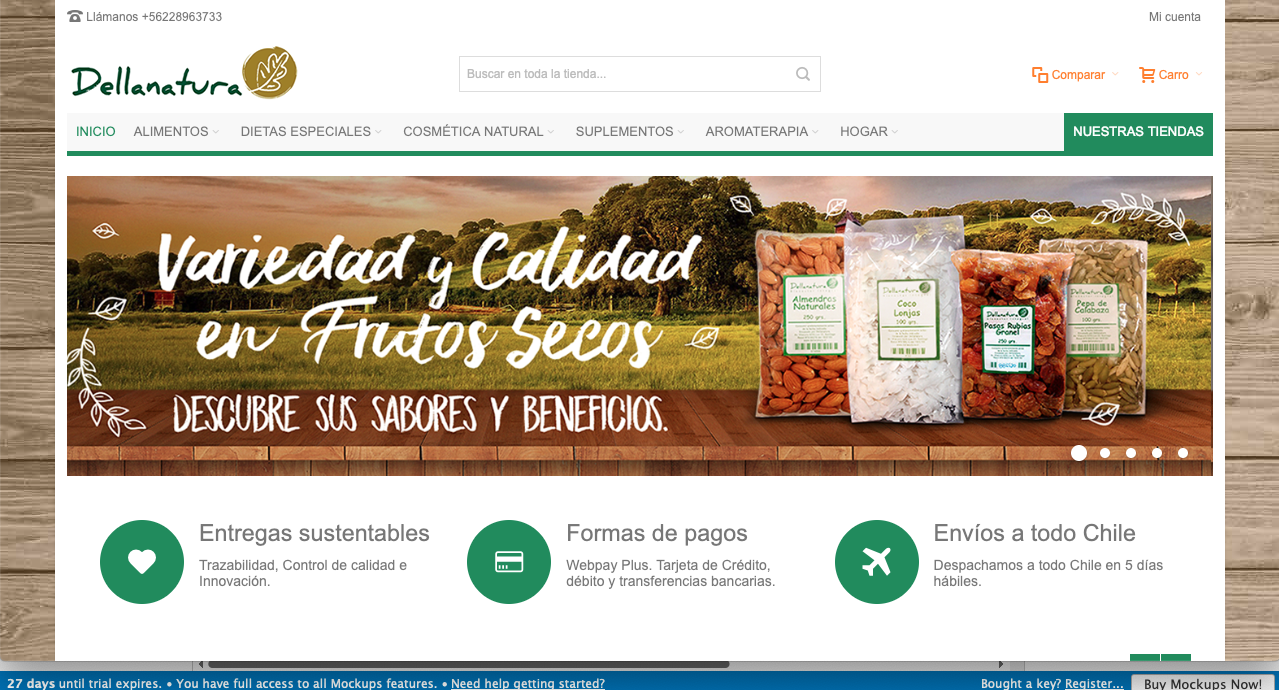 Llámanos +56228963733
Mi cuenta
Dellanatura
Buscar en toda la tienda...
Comparar
Carro
INICIO ALIMENTOS DIETAS ESPECIALES COSMÉTICA NATURAL SUPLEMENTOS AROMATERAPIA HOGAR
NUESTRAS TIENDAS
Variedad y Calidad
en Frutos Secos
DESCUBRE SUS SABORES Y BENEFICIOS.
Dellanatura
Almendras
Naturales
250 grs.
Dellanatura
Coco
Lonjas
100 grs.
Dellanatura
Pasas Rubias
Granel
250 grs.
Dellanatura
Pepa de
Calabaza
100 grs.
Entregas sustentables
Trazabilidad, Control de calidad e
Innovación.
Formas de pagos
Webpay Plus. Tarjeta de Crédito,
débito y transferencias bancarias.
Envíos a todo Chile
Despachamos a todo Chile en 5 días
hábiles.
27 days until trial expires. • You have full access to all Mockups features. • Need help getting started?
Bought a key? Register...
Buy Mockups Now!